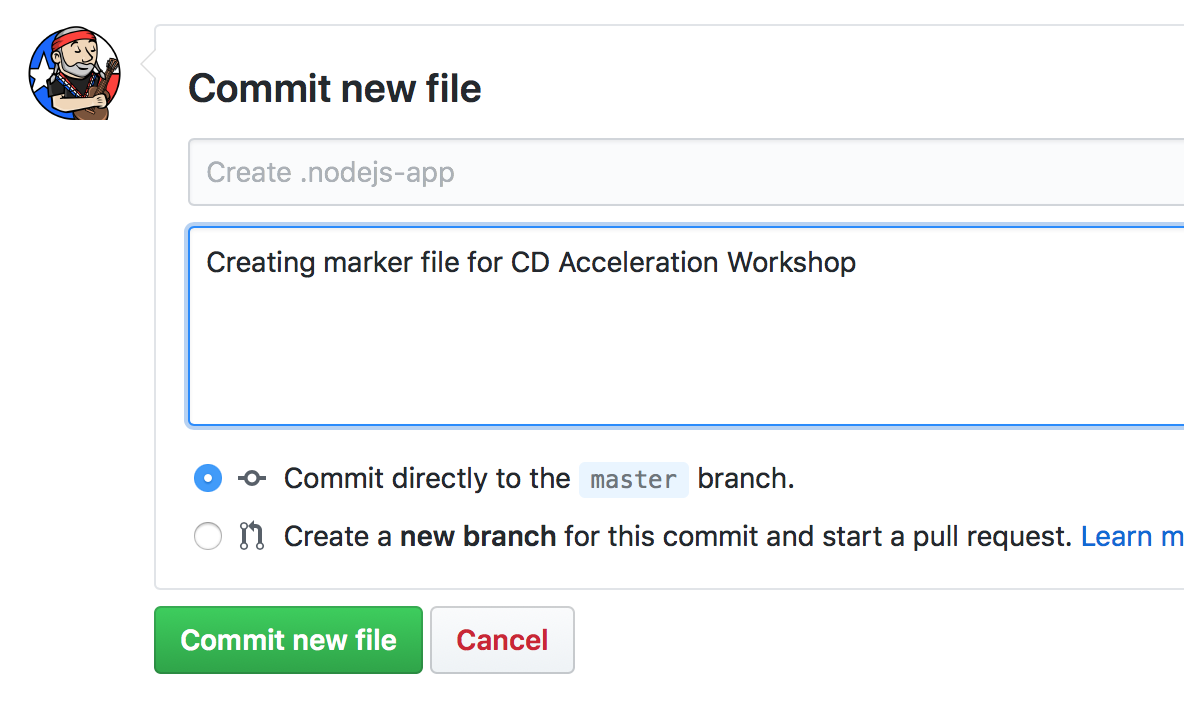 Commit new file
Create .nodejs-app
Creating marker file for CD Acceleration Workshop
Commit directly to the master branch.
Create a new branch for this commit and start a pull request. Learn m
Commit new file
Cancel